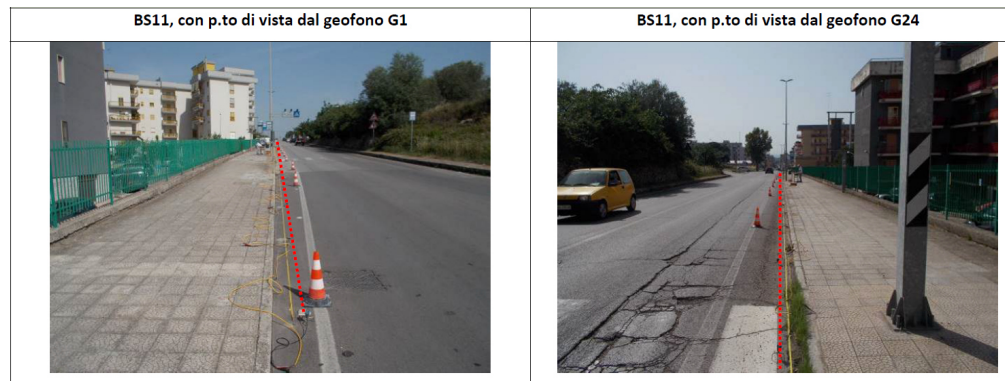 BS11, con p.to di vista dal geofono G1
BS11, con p.to di vista dal geofono G24